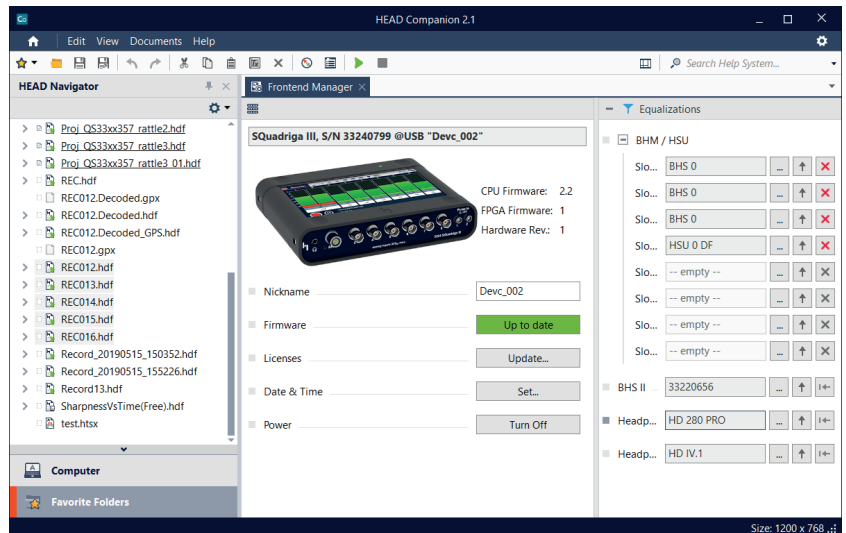 Co HEAD Companion 2.1
Edit View Documents Help
Search Help System...
HEAD Navigator
Frontend Manager
Proj_QS33xx357_rattle2.hdf
Proj_QS33xx357_rattle3.hdf
Proj_QS33xx357_rattle3_01.hdf
REC.hdf
REC012.Decoded.gpx
REC012.Decoded.hdf
REC012.Decoded_GPS.hdf
REC012.gpx
REC012.hdf
REC013.hdf
REC014.hdf
REC015.hdf
REC016.hdf
Record_20190515_150352.hdf
Record_20190515_155226.hdf
Record13.hdf
SharpnessVsTime(Free).hdf
test.htsx
Computer
Favorite Folders
SQuadriga III, S/N 33240799 @USB "Devc_002"
CPU Firmware: 2.2
FPGA Firmware: 1
Hardware Rev.: 1
Nickname Devc_002
Firmware Up to date
Licenses Update...
Date & Time Set...
Power Turn Off
Equalizations
BHM / HSU
Slo... BHS 0 ...
Slo... BHS 0 ...
Slo... BHS 0 ...
Slo... HSU 0 DF ...
Slo... -- empty -- ...
Slo... -- empty -- ...
Slo... -- empty -- ...
Slo... -- empty -- ...
BHS II 33220656 ...
Headp... HD 280 PRO ...
Headp... HD IV.1 ...
Size: 1200 x 768